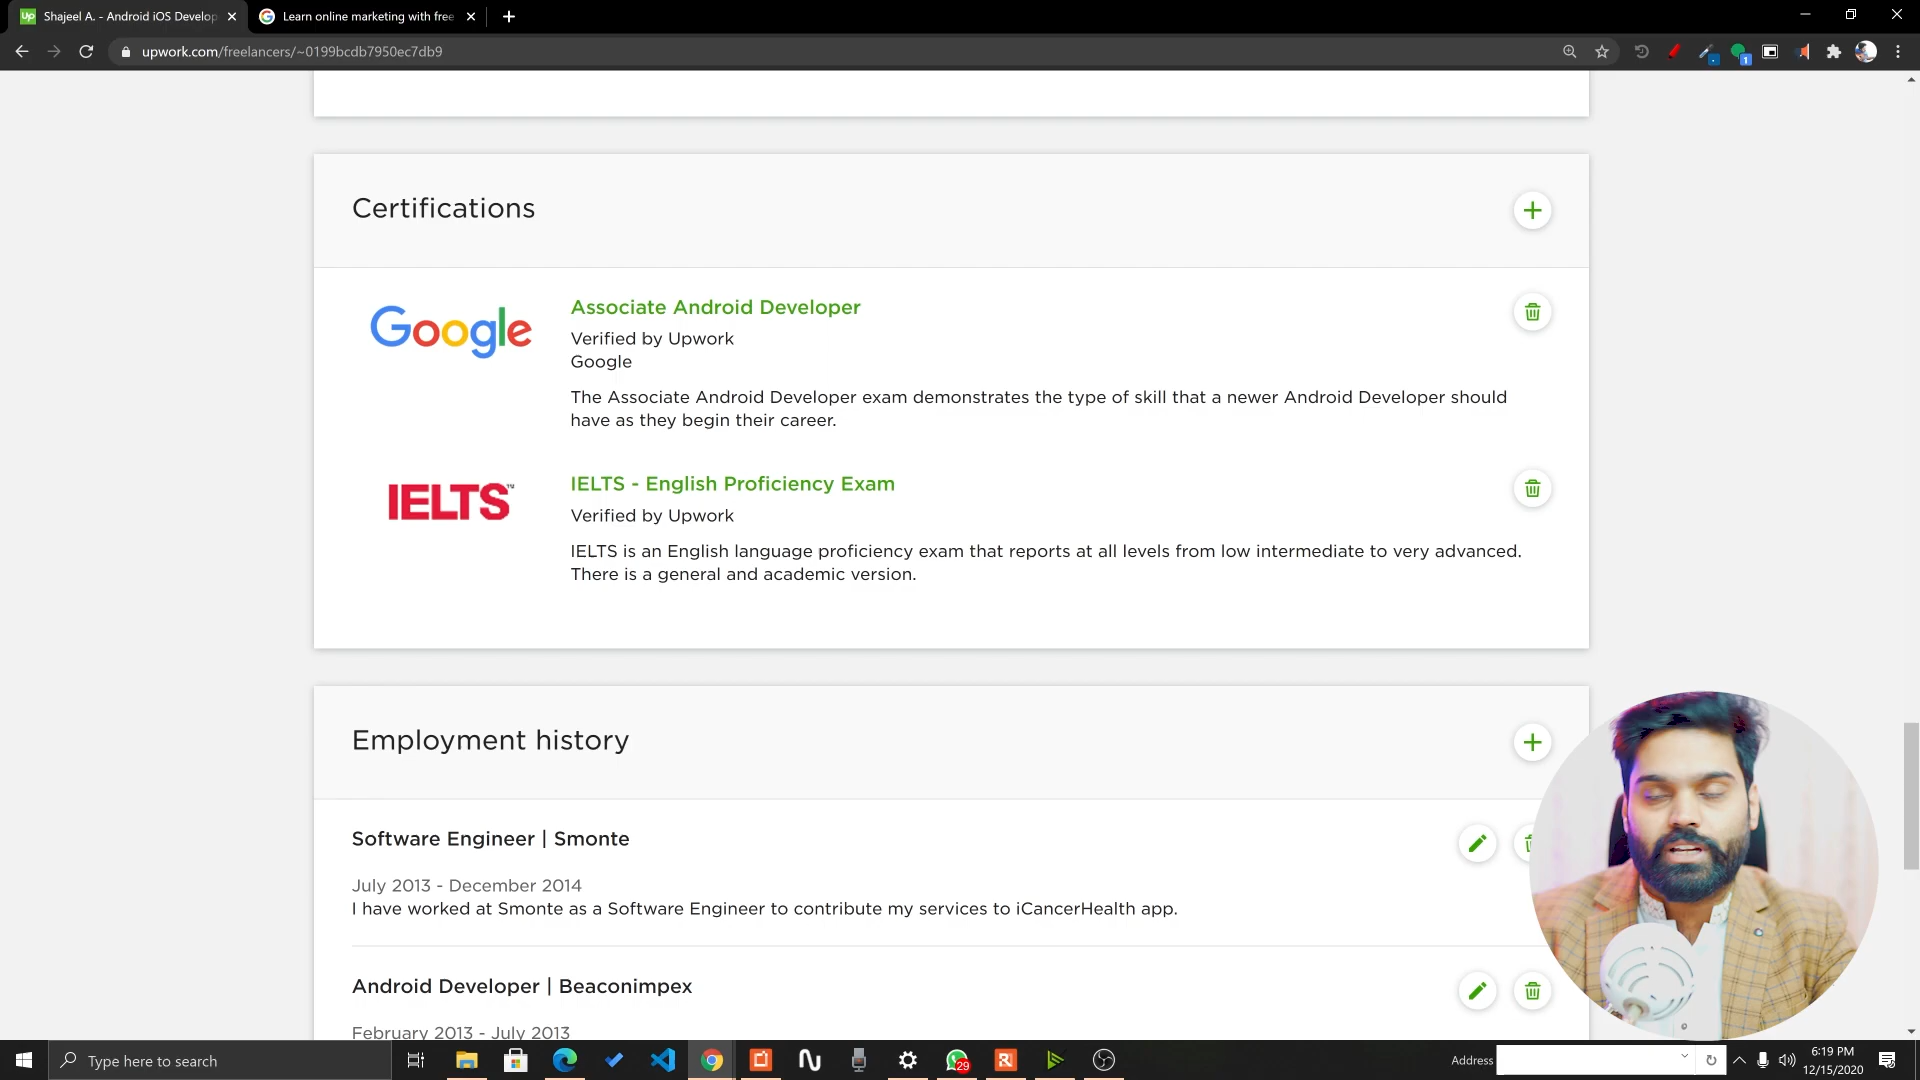 Up Shajeel A. - Android iOS Develop
Learn online marketing with free
upwork.com/freelancers/~0199bcdb7950ec7db9
1
Certifications
Google
Associate Android Developer
Verified by Upwork
Google
The Associate Android Developer exam demonstrates the type of skill that a newer Android Developer should
have as they begin their career.
IELTS™
IELTS - English Proficiency Exam
Verified by Upwork
IELTS is an English language proficiency exam that reports at all levels from low intermediate to very advanced.
There is a general and academic version.
Employment history
Software Engineer | Smonte
July 2013 - December 2014
I have worked at Smonte as a Software Engineer to contribute my services to iCancerHealth app.
Android Developer | Beaconimpex
February 2013 - July 2013
Type here to search
29
Address
6:19 PM
12/15/2020